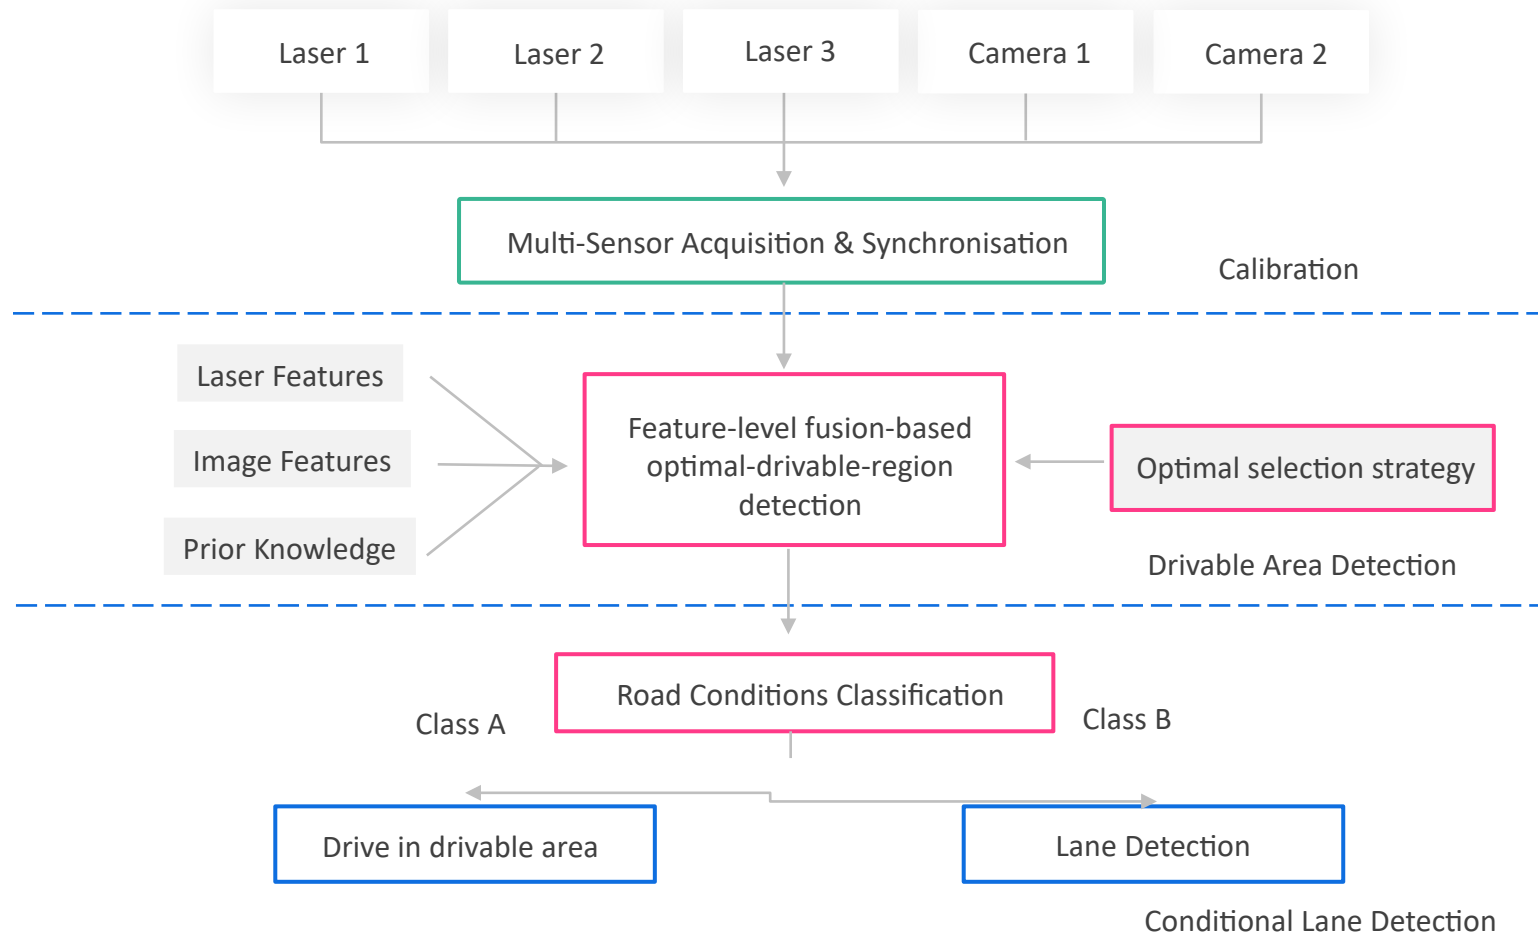 Laser 1
Laser 2
Laser 3
Camera 1
Camera 2
Multi-Sensor Acquisition & Synchronisation
Calibration
Laser Features
Image Features
Prior Knowledge
Feature-level fusion-based
optimal-drivable-region
detection
Optimal selection strategy
Drivable Area Detection
Road Conditions Classification
Class A
Class B
Drive in drivable area
Lane Detection
Conditional Lane Detection